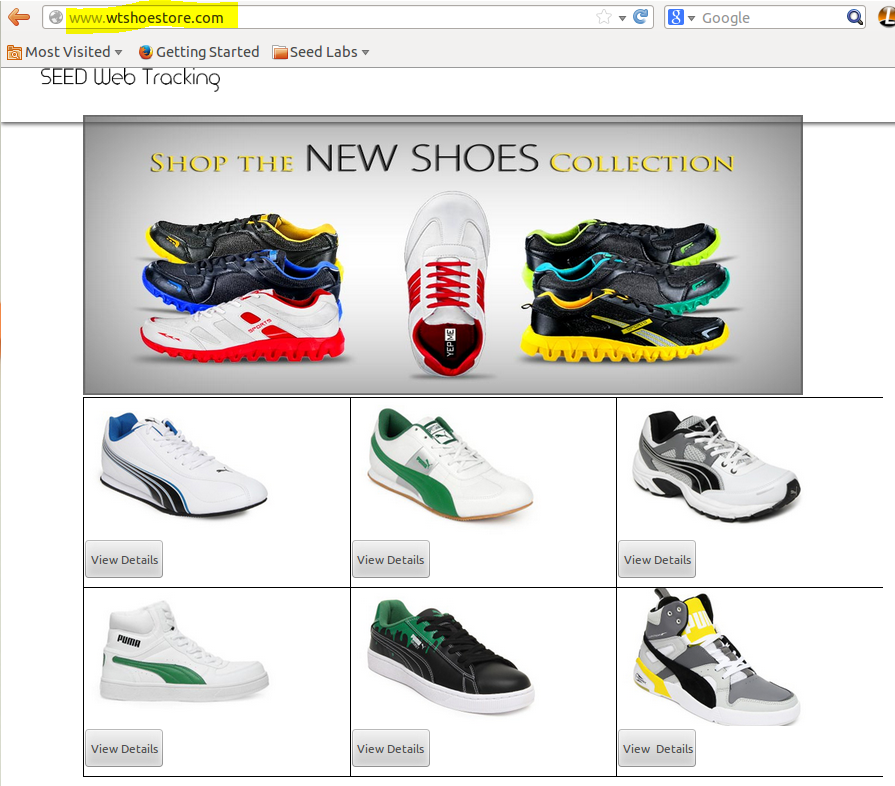 www.wtshoestore.com
Google
Most Visited
Getting Started
Seed Labs
SEED Web Tracking
SHOP THE NEW SHOES COLLECTION
SPORTS
YEPME
View Details
View Details
View Details
PUMA
View Details
View Details
View Details